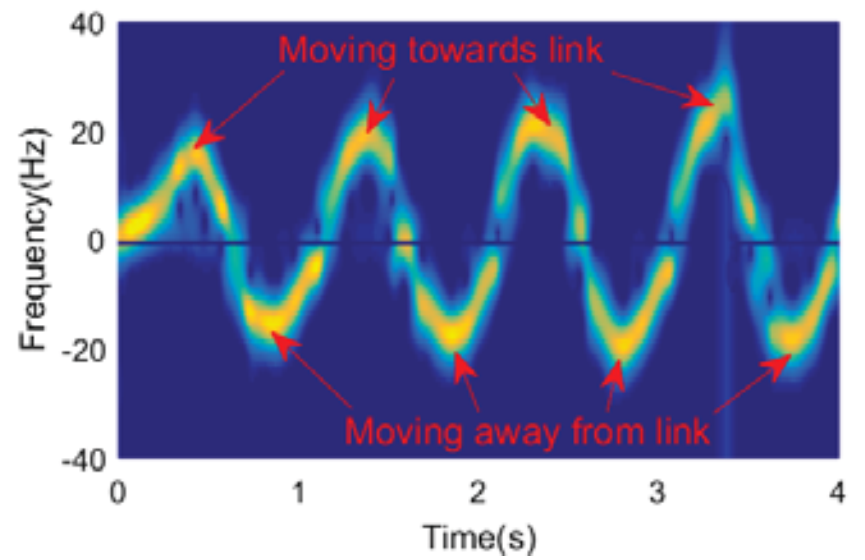 Moving towards link
Moving away from link
Frequency(Hz)
40
20
0
-20
-40
0 1 2 3 4
Time(s)